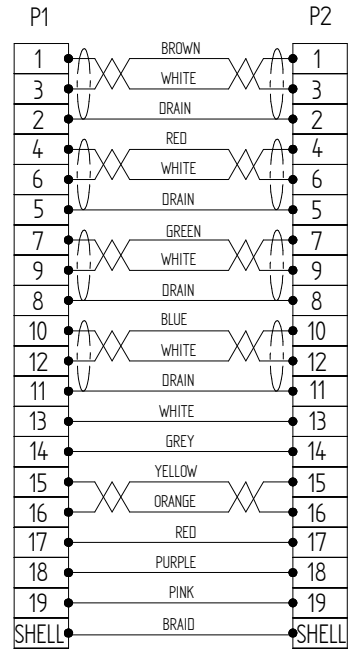 P1 P2
1 BROWN 1
3 WHITE 3
2 DRAIN 2
4 RED 4
6 WHITE 6
5 DRAIN 5
7 GREEN 7
9 WHITE 9
8 DRAIN 8
10 BLUE 10
12 WHITE 12
11 DRAIN 11
13 WHITE 13
14 GREY 14
15 YELLOW 15
16 ORANGE 16
17 RED 17
18 PURPLE 18
19 PINK 19
SHELL BRAID SHELL